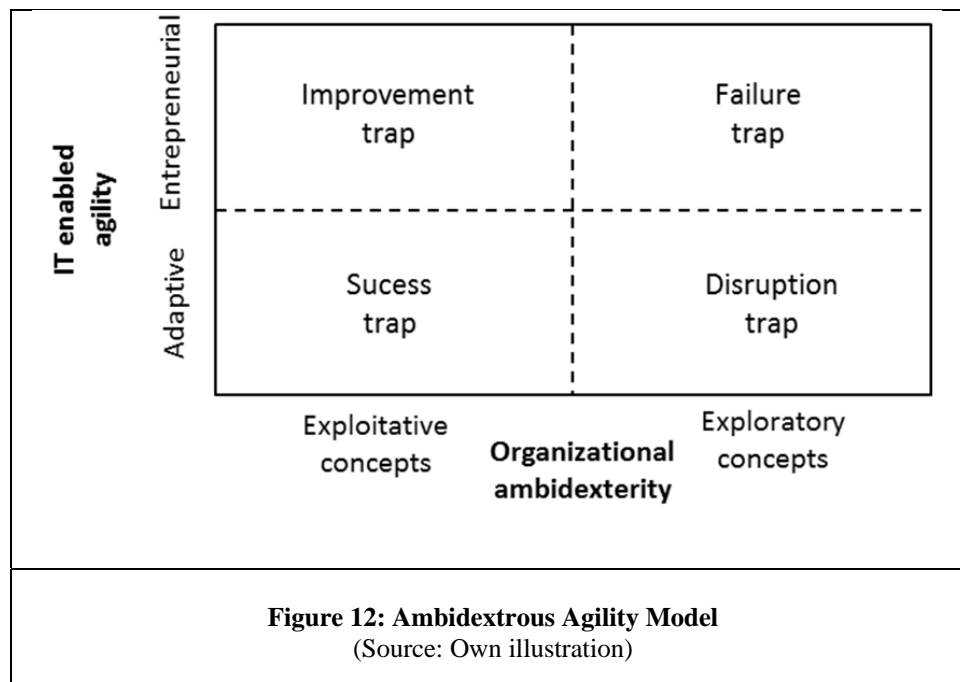 IT enabled
agility
Entrepreneurial
Adaptive
Improvement
trap
Failure
trap
Sucess
trap
Disruption
trap
Exploitative
concepts
Organizational
ambidexterity
Exploratory
concepts
Figure 12: Ambidextrous Agility Model
(Source: Own illustration)